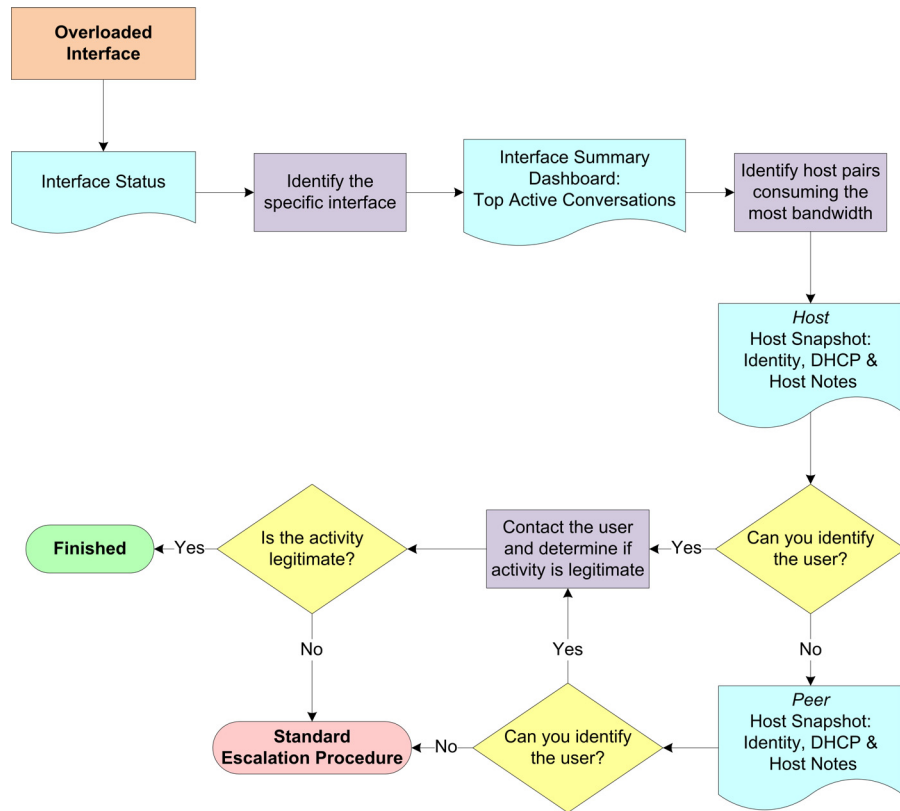 Overloaded
Interface
Interface Status
Identify the
specific interface
Interface Summary
Dashboard:
Top Active Conversations
Identify host pairs
consuming the
most bandwidth
Host
Host Snapshot:
Identity, DHCP &
Host Notes
Can you identify
the user?
Yes
Contact the user
and determine if
activity is legitimate
Is the activity
legitimate?
Yes
Finished
No
Standard
Escalation Procedure
No
Peer
Host Snapshot:
Identity, DHCP &
Host Notes
Can you identify
the user?
Yes
No